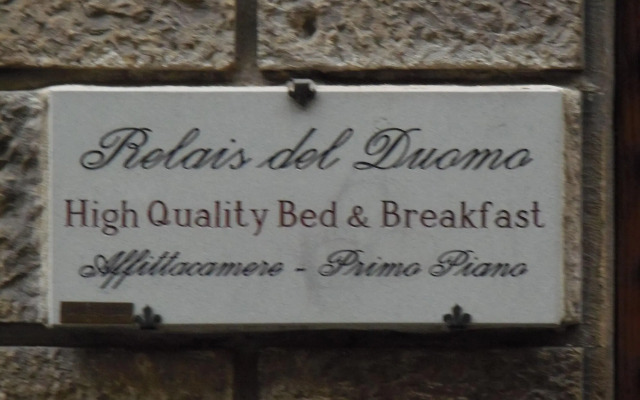 Relais del Duomo
High Quality Bed & Breakfast
Affittacamere - Primo Piano